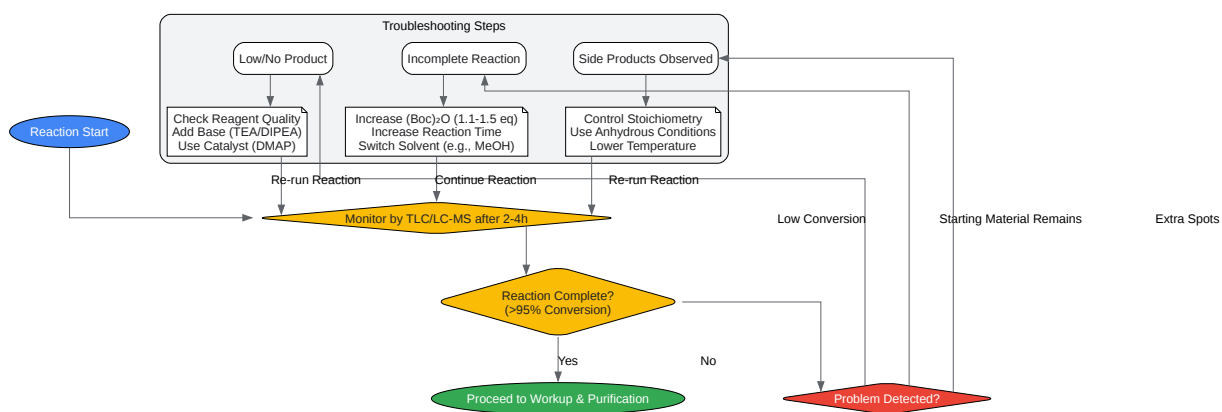 Troubleshooting Steps
Low/No Product
Incomplete Reaction
Side Products Observed
Reaction Start
Check Reagent Quality
Add Base (TEA/DIPEA)
Use Catalyst (DMAP)
Increase (Boc)₂O (1.1-1.5 eq)
Increase Reaction Time
Switch Solvent (e.g., MeOH)
Control Stoichiometry
Use Anhydrous Conditions
Lower Temperature
Re-run Reaction
Continue Reaction
Re-run Reaction
Monitor by TLC/LC-MS after 2-4h
Low Conversion
Starting Material Remains
Extra Spots
Reaction Complete?
(>95% Conversion)
Yes
No
Proceed to Workup & Purification
Problem Detected?